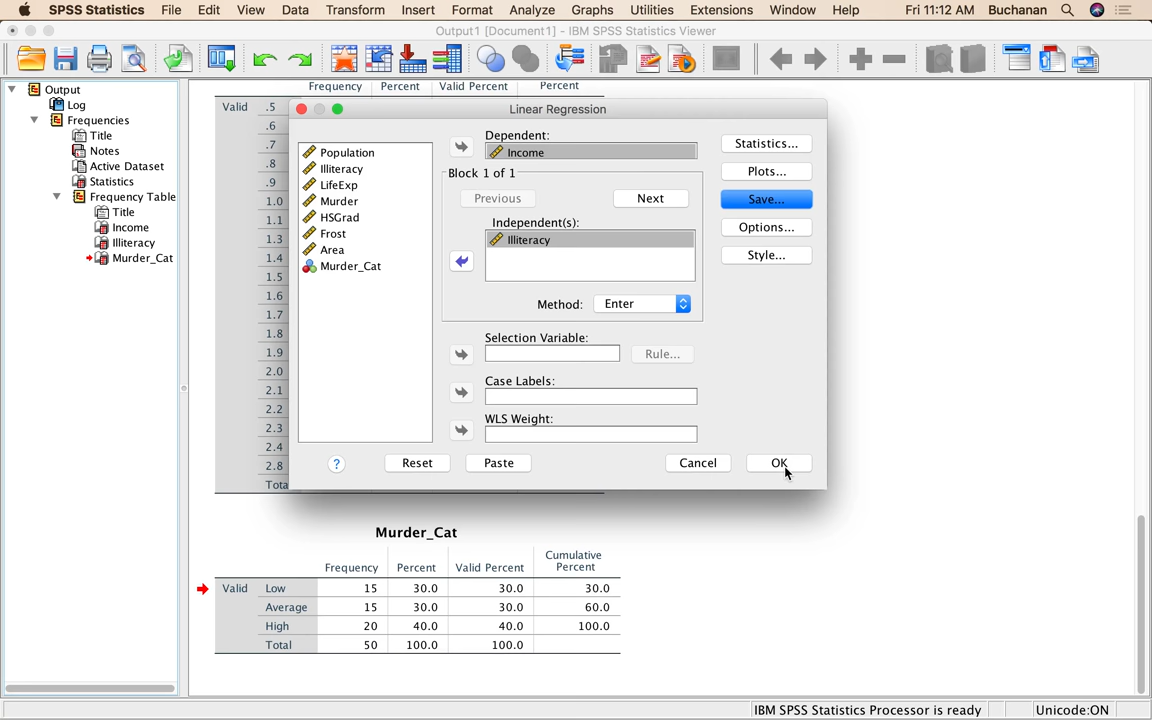 SPSS Statistics File Edit View Data Transform Insert Format Analyze Graphs Utilities Extensions Window Help Fri 11:12 AM Buchanan
Output1 [Document1] - IBM SPSS Statistics Viewer
Output
Log
Frequencies
Title
Notes
Active Dataset
Statistics
Frequency Table
Title
Income
Illiteracy
Murder_Cat
Frequency Percent Valid Percent Percent
Valid .5
.6
.7
.8
.9
1.0
1.1
1.3
1.4
1.5
1.6
1.7
1.8
1.9
2.0
2.1
2.2
2.3
2.4
2.8
Tota
Linear Regression
Population
Illiteracy
LifeExp
Murder
HSGrad
Frost
Area
Murder_Cat
Dependent:
Income
Block 1 of 1
Previous Next
Independent(s):
Illiteracy
Method: Enter
Selection Variable:
Rule...
Case Labels:
WLS Weight:
Statistics...
Plots...
Save...
Options...
Style...
? Reset Paste Cancel OK
Murder_Cat
Frequency Percent Valid Percent Cumulative
Percent
Valid Low 15 30.0 30.0 30.0
Average 15 30.0 30.0 60.0
High 20 40.0 40.0 100.0
Total 50 100.0 100.0
IBM SPSS Statistics Processor is ready Unicode:ON